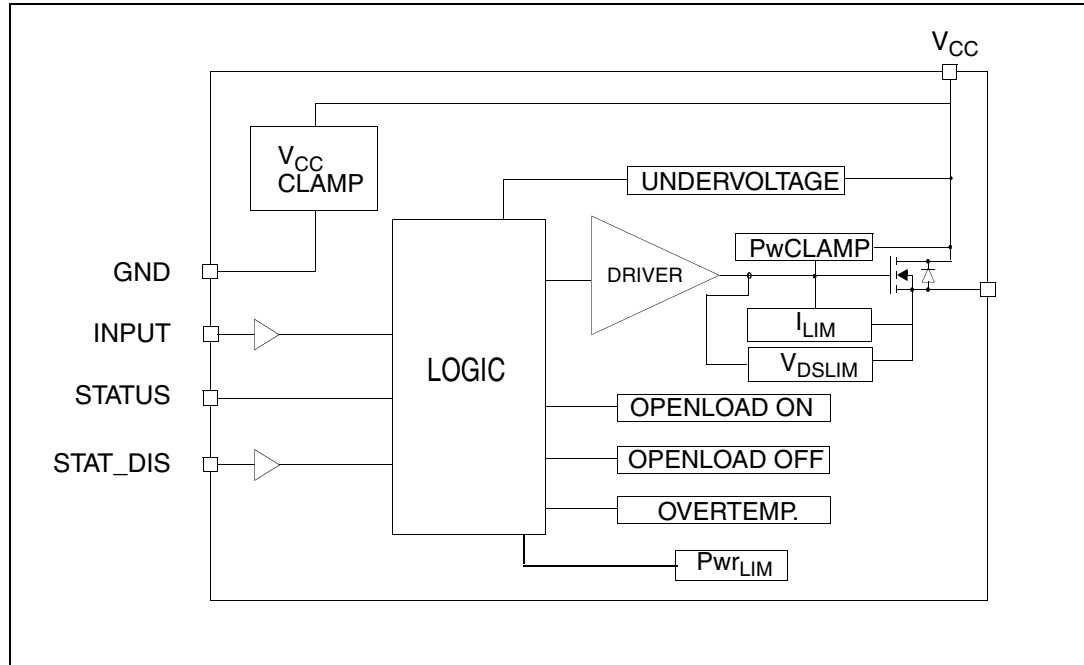 VCC
VCC
CLAMP
UNDERVOLTAGE
PwCLAMP
GND
DRIVER
INPUT
ILIM
LOGIC
VDSLIM
STATUS
OPENLOAD ON
STAT_DIS
OPENLOAD OFF
OVERTEMP.
PwrLIM